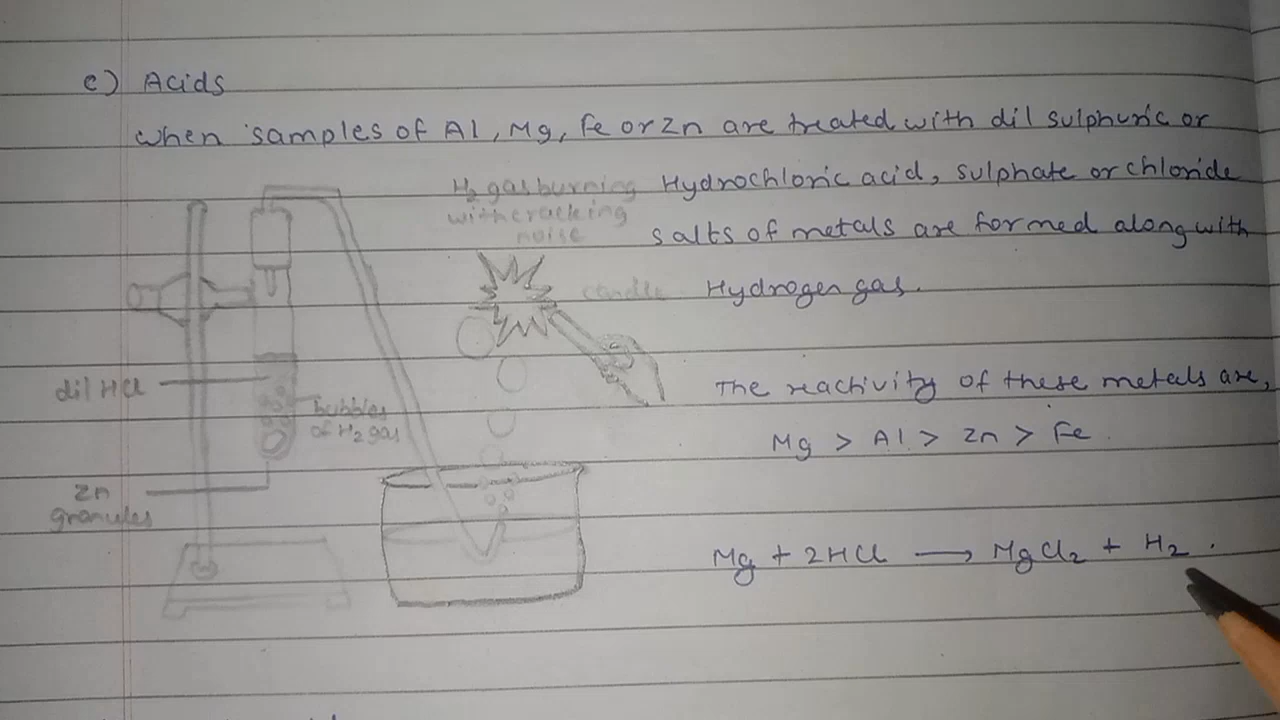 c) Acids
when samples of Al, Mg, Fe or Zn are treated with dil sulphuric or
H2 gas burning
with cracking
noise
Hydrochloric acid, sulphate or chloride
salts of metals are formed along with
candle
Hydrogen gas.
dil HCl
bubbles
of H2 gas
Zn
granules
The reactivity of these metals are,
Mg > Al > Zn > Fe.
Mg + 2HCl → MgCl2 + H2.